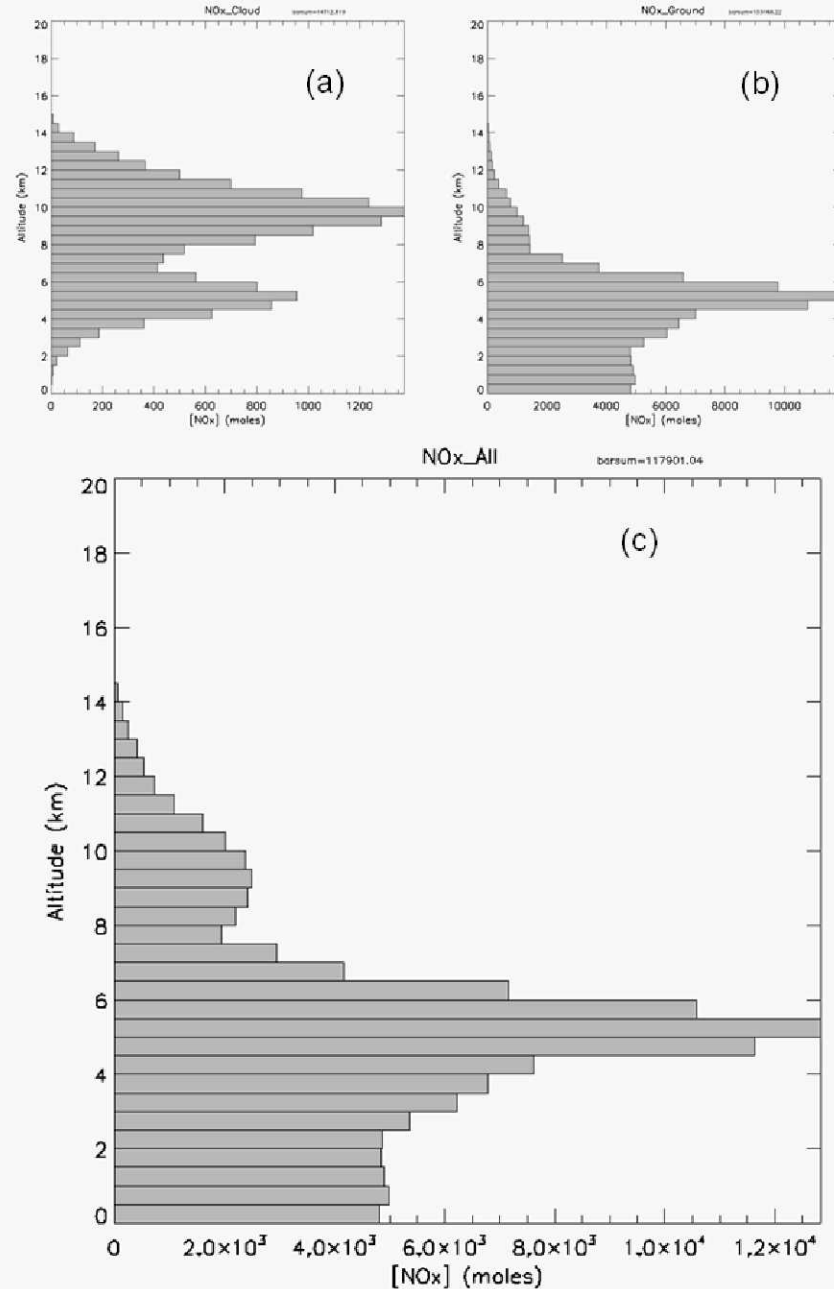 NOx_Cloud
(a)
20
18
16
14
12
10
8
6
4
2
0
Altitude (km)
0 200 400 600 800 1000 1200
[NOx] (moles)
NOx_Ground
(b)
20
18
16
14
12
10
8
6
4
2
0
Altitude (km)
0 2000 4000 6000 8000 10000
[NOx] (moles)
NOx_All barsum=117901.04
(c)
20
18
16
14
12
10
8
6
4
2
0
Altitude (km)
0 2.0×10³ 4.0×10³ 6.0×10³ 8.0×10³ 1.0×10⁴ 1.2×10⁴
[NOx] (moles)